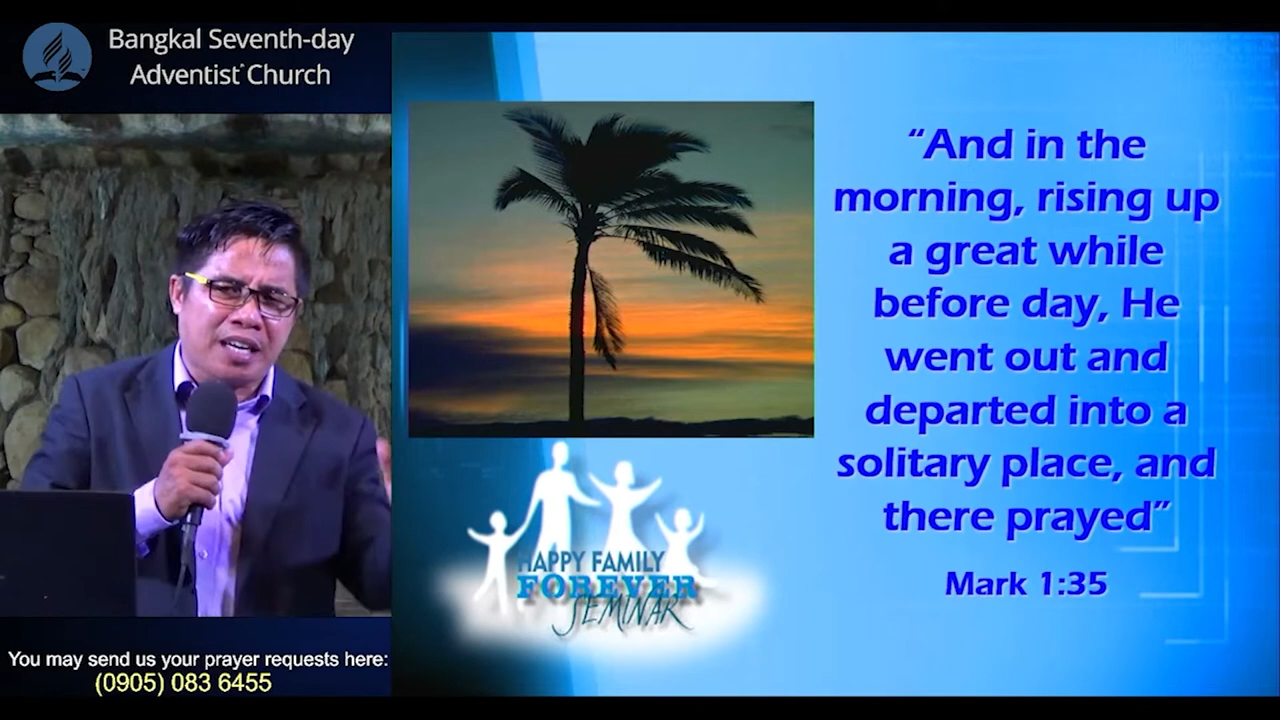 Bangkal Seventh-day
Adventist Church
“And in the
morning, rising up
a great while
before day, He
went out and
departed into a
solitary place, and
there prayed”
Mark 1:35
HAPPY FAMILY
FOREVER
SEMINAR
You may send us your prayer requests here:
(0905) 083 6455